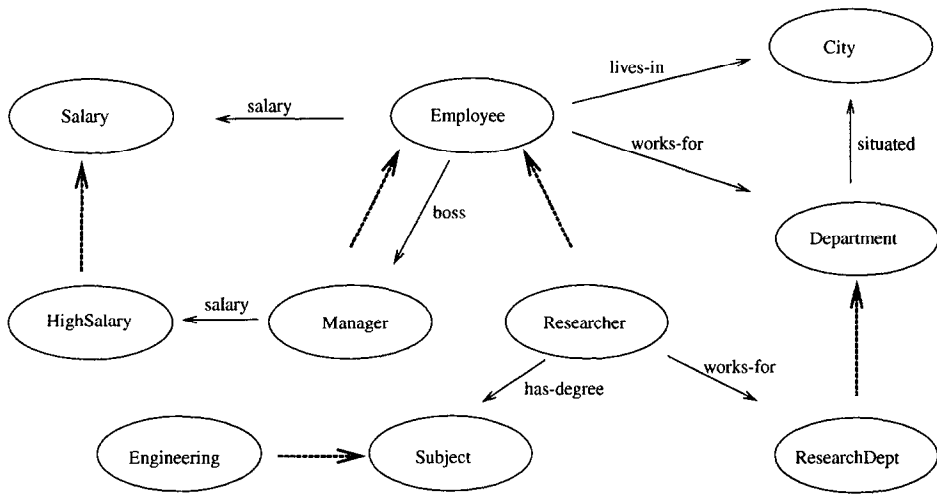 City
lives-in
Salary
salary
Employee
works-for
situated
boss
Department
salary
HighSalary
Manager
Researcher
works-for
has-degree
Engineering
Subject
ResearchDept